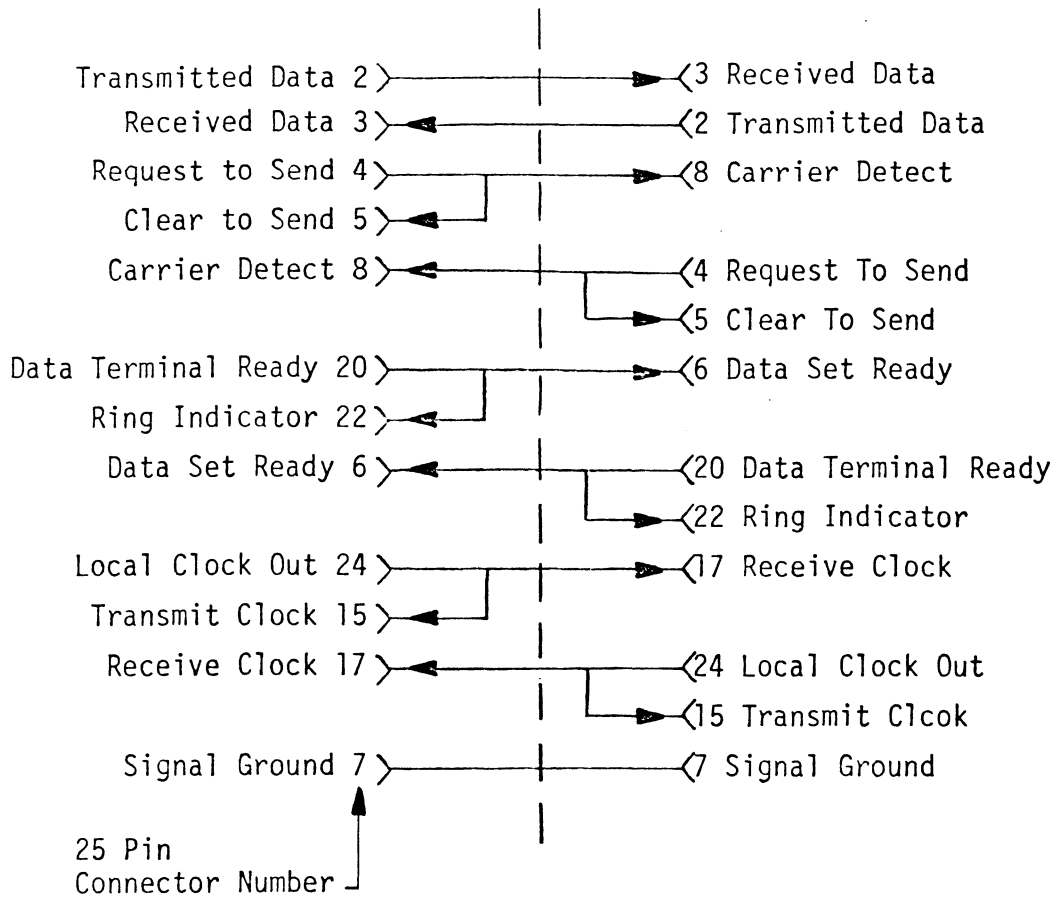 Transmitted Data 2 3 Received Data
Received Data 3 2 Transmitted Data
Request to Send 4 8 Carrier Detect
Clear to Send 5
Carrier Detect 8 4 Request To Send
5 Clear To Send
Data Terminal Ready 20 6 Data Set Ready
Ring Indicator 22
Data Set Ready 6 20 Data Terminal Ready
22 Ring Indicator
Local Clock Out 24 17 Receive Clock
Transmit Clock 15
Receive Clock 17 24 Local Clock Out
15 Transmit Clcok
Signal Ground 7 7 Signal Ground
25 Pin
Connector Number